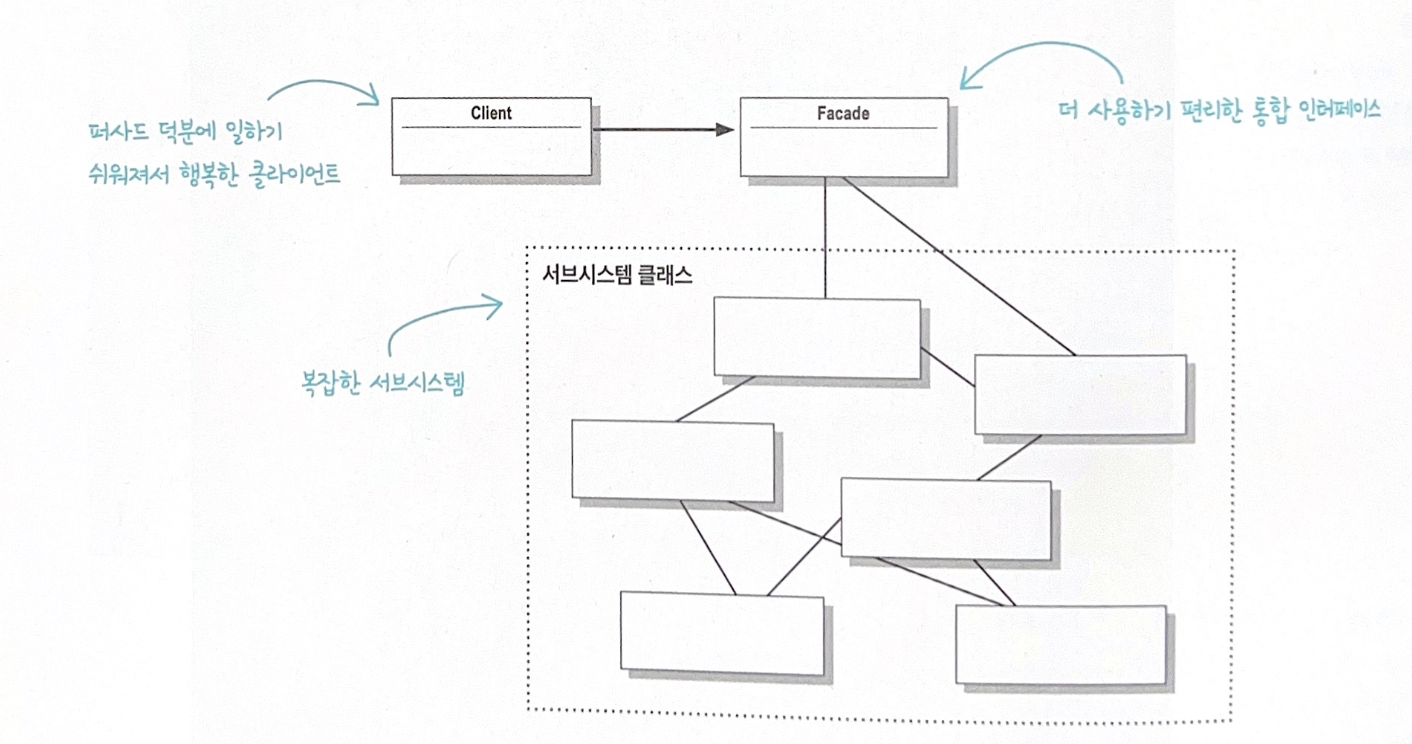 Client
Facade
퍼사드 덕분에 일하기
쉬워져서 행복한 클라이언트
더 사용하기 편리한 통합 인터페이스
서브시스템 클래스
복잡한 서브시스템